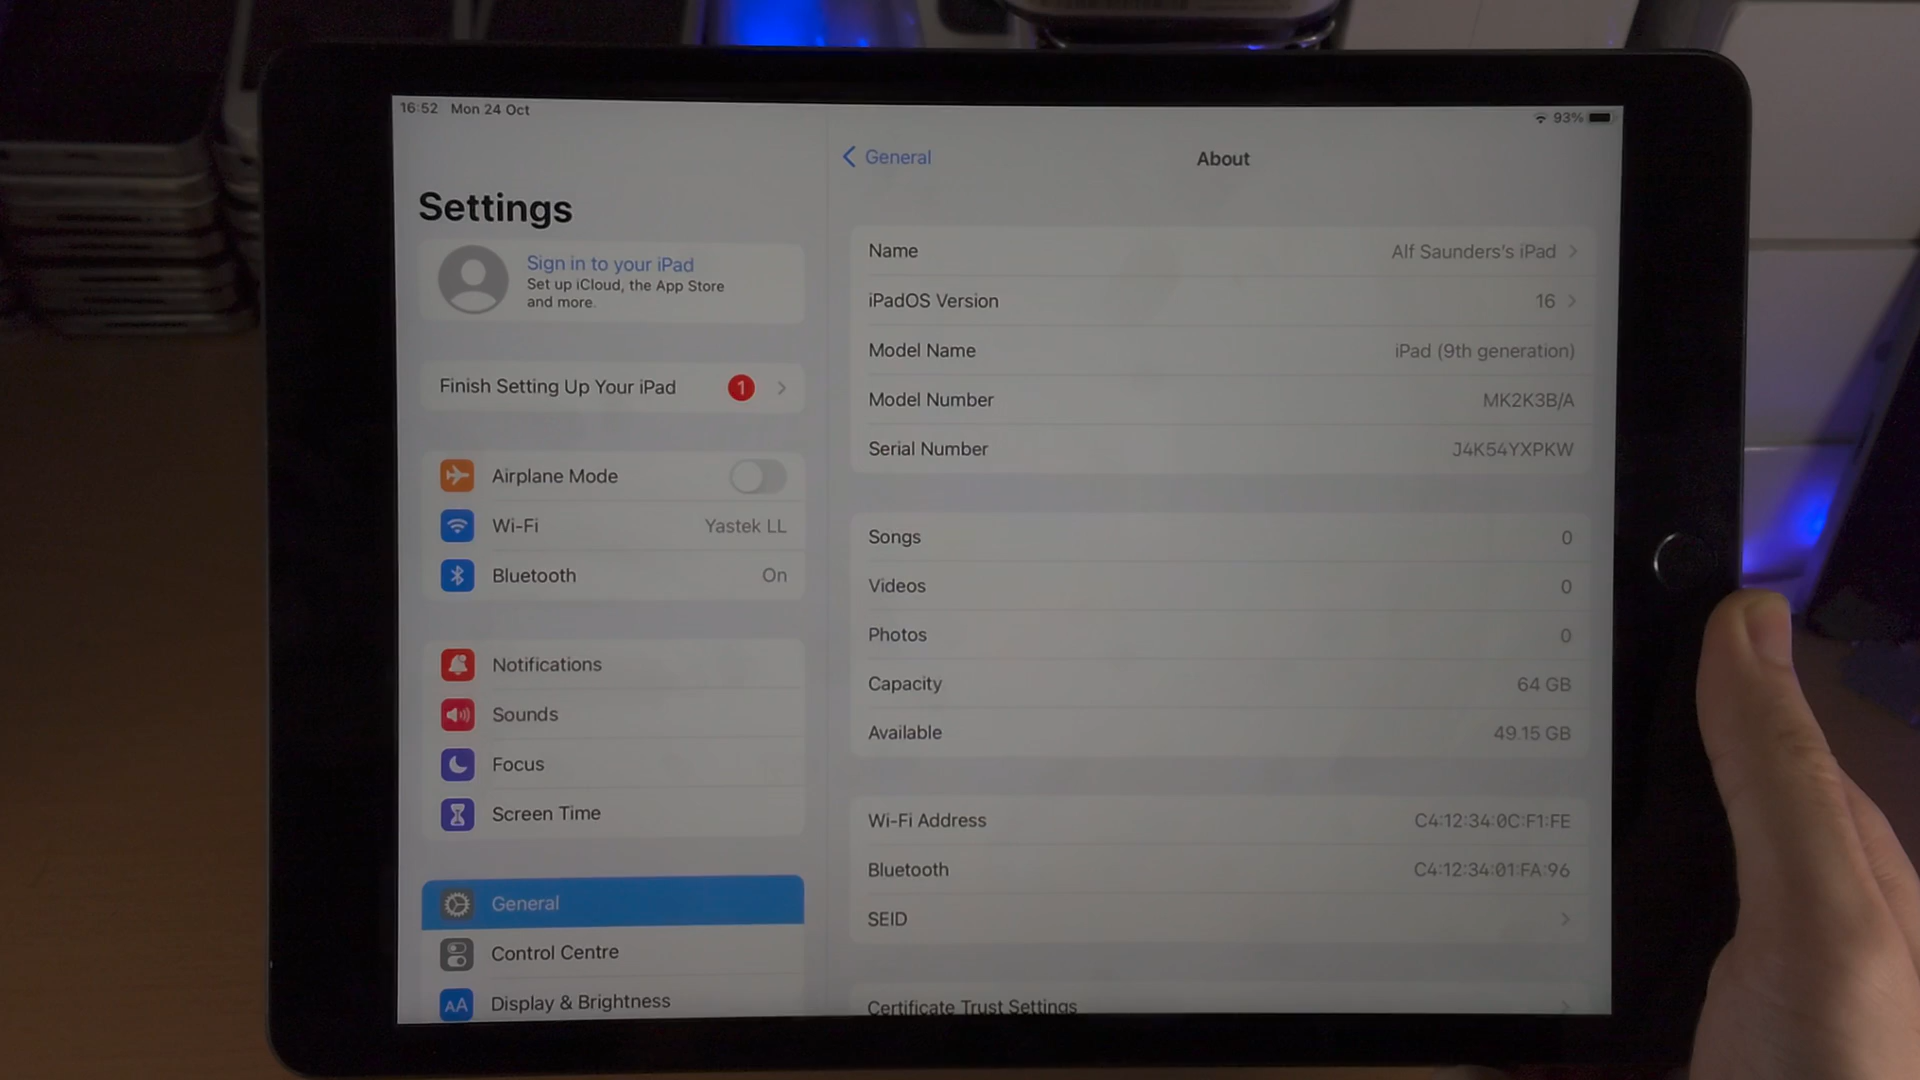 16:52 Mon 24 Oct
93%
Settings
Sign in to your iPad
Set up iCloud, the App Store
and more.
Finish Setting Up Your iPad 1
Airplane Mode
Wi-Fi Yastek LL
Bluetooth On
Notifications
Sounds
Focus
Screen Time
General
Control Centre
AA Display & Brightness
General
About
Name Alf Saunders's iPad
iPadOS Version 16
Model Name iPad (9th generation)
Model Number MK2K3B/A
Serial Number J4K54YXPKW
Songs 0
Videos 0
Photos 0
Capacity 64 GB
Available 49.15 GB
Wi-Fi Address C4:12:34:0C:F1:FE
Bluetooth C4:12:34:01:FA:96
SEID
Certificate Trust Settings